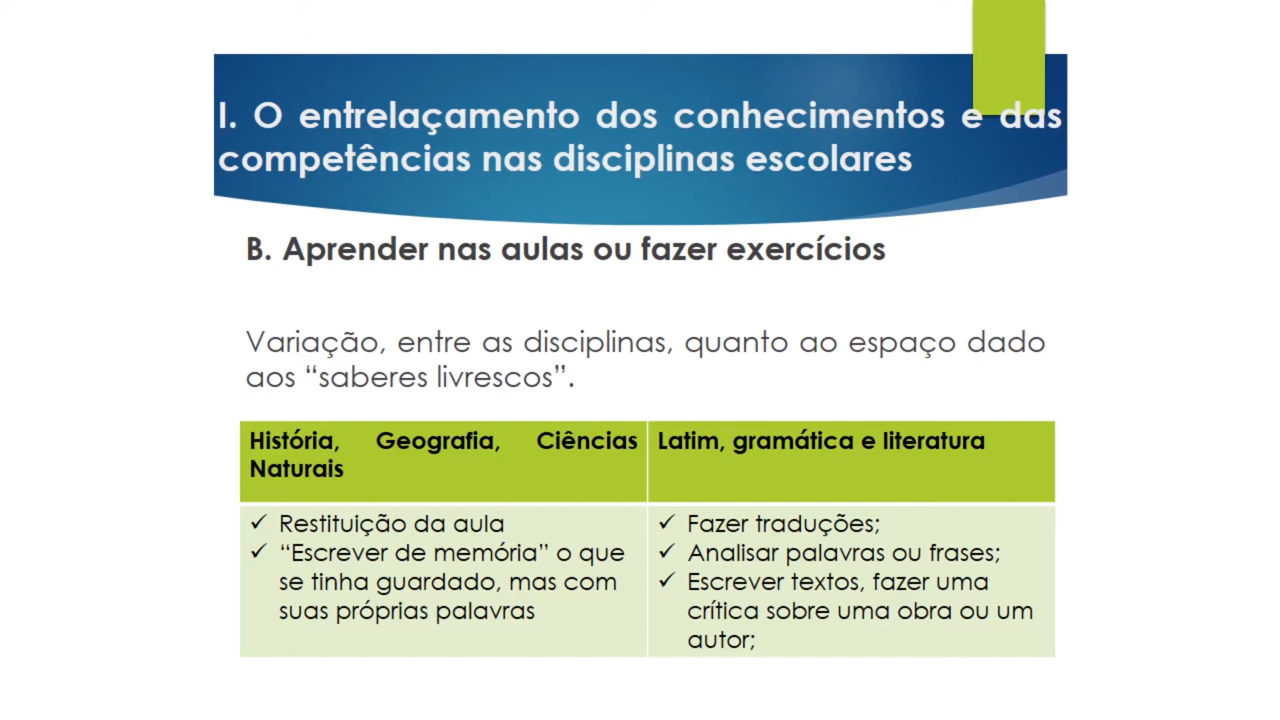 I. O entrelaçamento dos conhecimentos e das
competências nas disciplinas escolares
B. Aprender nas aulas ou fazer exercícios
Variação, entre as disciplinas, quanto ao espaço dado
aos “saberes livrescos”.
História, Geografia, Ciências
Naturais
Latim, gramática e literatura
✓ Restituição da aula
✓ “Escrever de memória” o que
se tinha guardado, mas com
suas próprias palavras
✓ Fazer traduções;
✓ Analisar palavras ou frases;
✓ Escrever textos, fazer uma
crítica sobre uma obra ou um
autor;